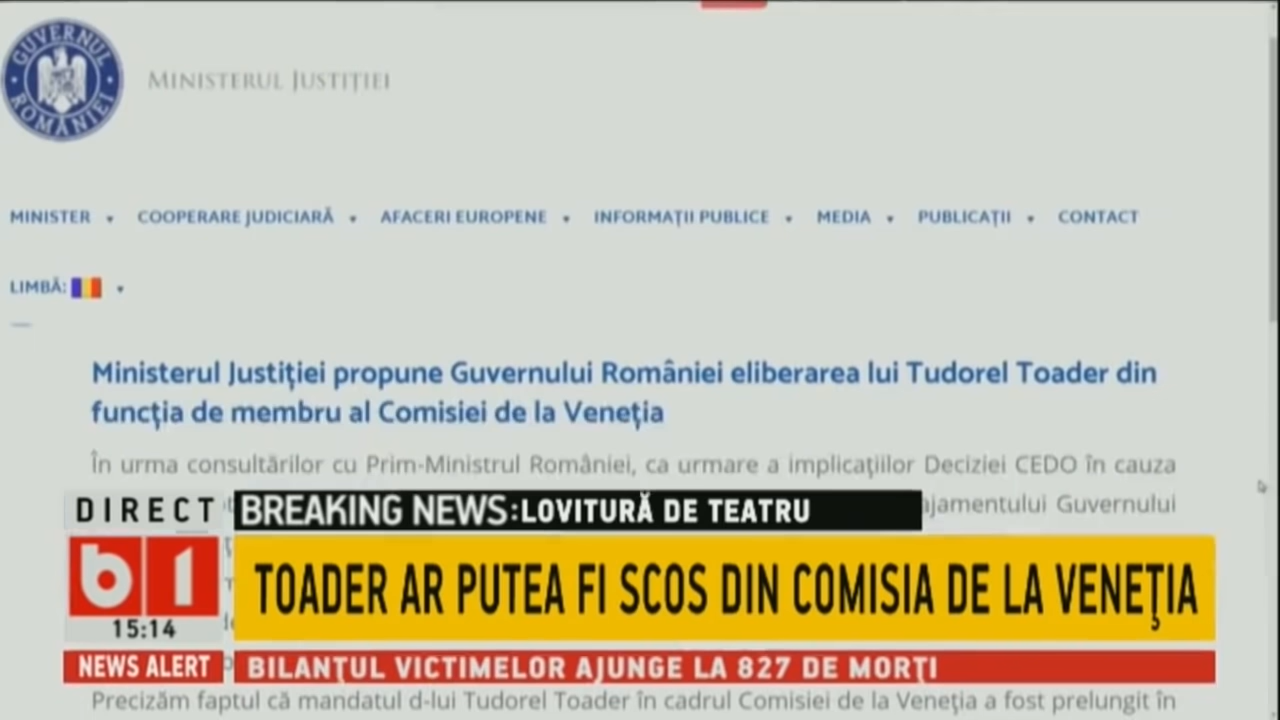 GUVERNUL ROMÂNIEI
MINISTERUL JUSTIȚIEI
MINISTER COOPERARE JUDICIARĂ AFACERI EUROPENE INFORMAȚII PUBLICE MEDIA PUBLICAȚII CONTACT
LIMBĂ:
Ministerul Justiției propune Guvernului României eliberarea lui Tudorel Toader din
funcția de membru al Comisiei de la Veneția
În urma consultărilor cu Prim-Ministrul României, ca urmare a implicațiilor Deciziei CEDO în cauza
Guvernului
DIRECT BREAKING NEWS:LOVITURĂ DE TEATRU
b1 TOADER AR PUTEA FI SCOS DIN COMISIA DE LA VENEŢIA
15:14
NEWS ALERT BILANŢUL VICTIMELOR AJUNGE LA 827 DE MORŢI
Precizăm faptul că mandatul d-lui Tudorel Toader în cadrul Comisiei de la Veneția a fost prelungit în